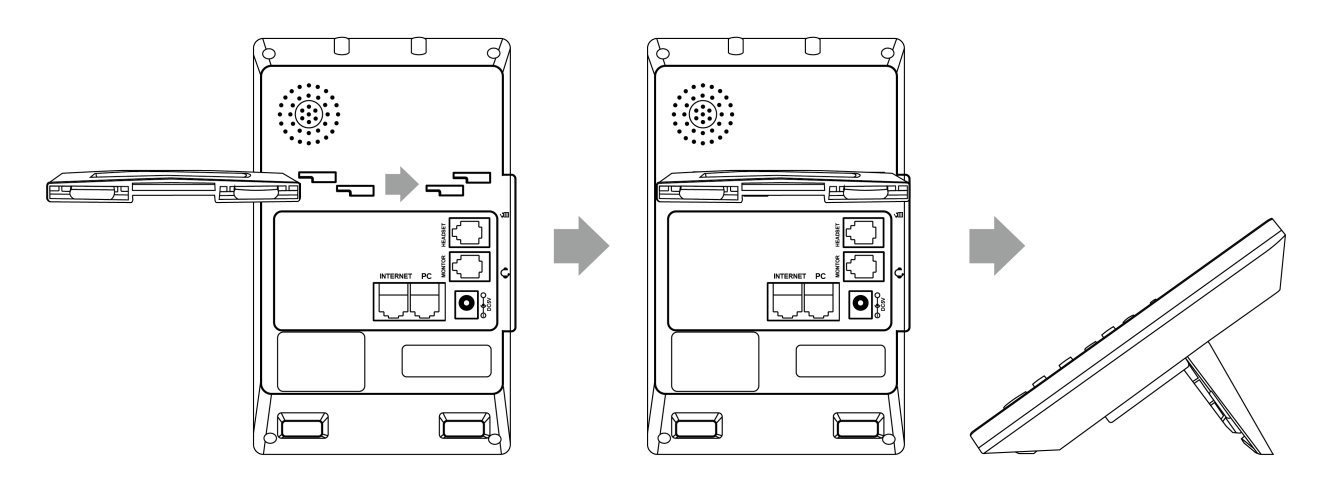 HEADSET
MONITOR
INTERNET PC
DC5V
HEADSET
MONITOR
INTERNET PC
DC5V